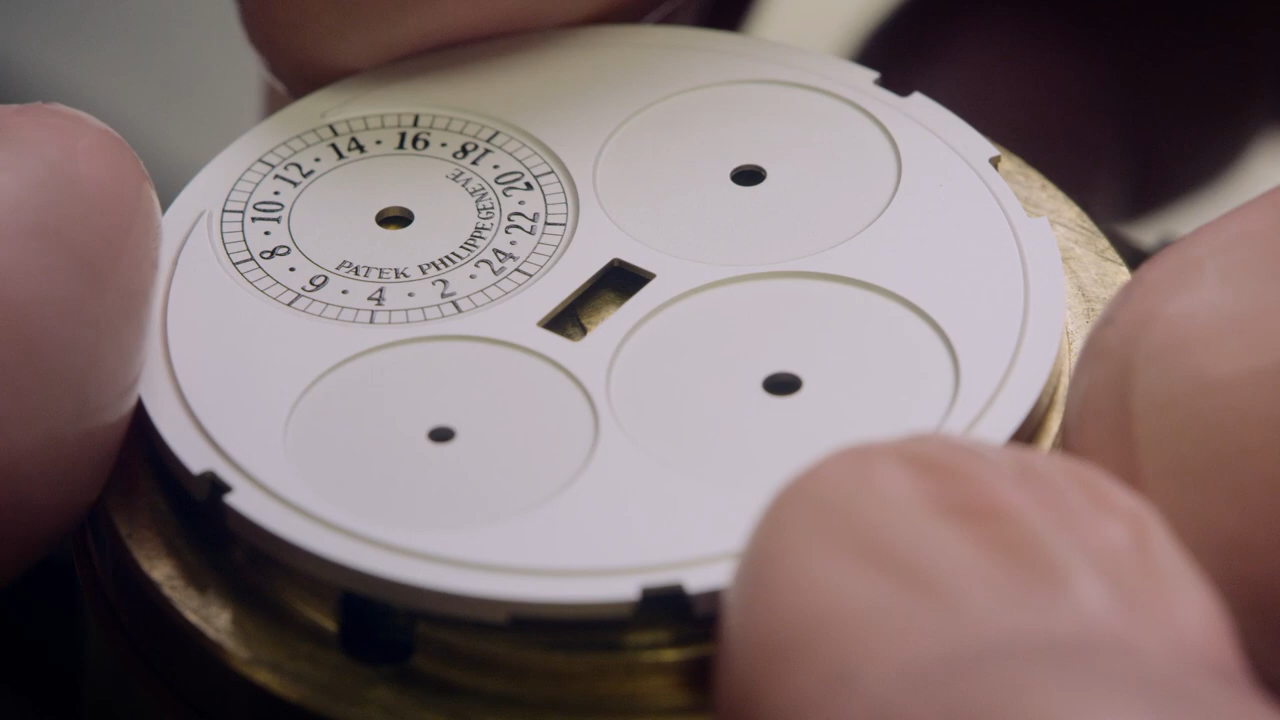 2 · 4 · 6 · 8 · 10 · 12 · 14 · 16 · 18 · 20 · 22 · 24 ·
PATEK PHILIPPE GENEVE